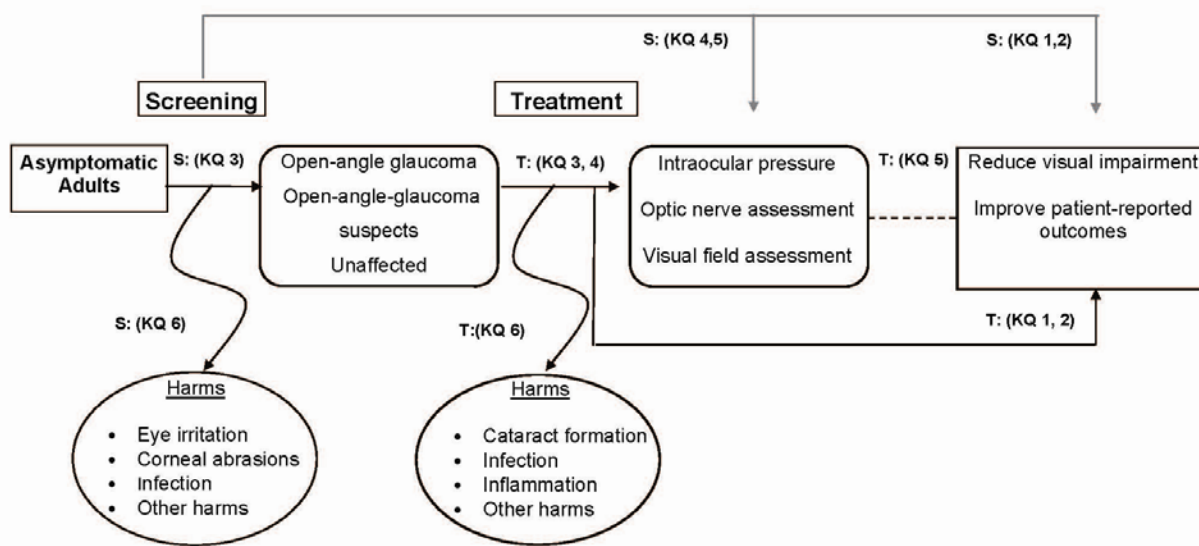 S: (KQ 4,5)
S: (KQ 1,2)
Screening
Treatment
Asymptomatic
Adults
S: (KQ 3)
Open-angle glaucoma
Open-angle-glaucoma
suspects
Unaffected
T: (KQ 3, 4)
Intraocular pressure
Optic nerve assessment
Visual field assessment
T: (KQ 5)
Reduce visual impairment
Improve patient-reported
outcomes
S: (KQ 6)
T:(KQ 6)
T: (KQ 1, 2)
Harms
• Eye irritation
• Corneal abrasions
• Infection
• Other harms
Harms
• Cataract formation
• Infection
• Inflammation
• Other harms